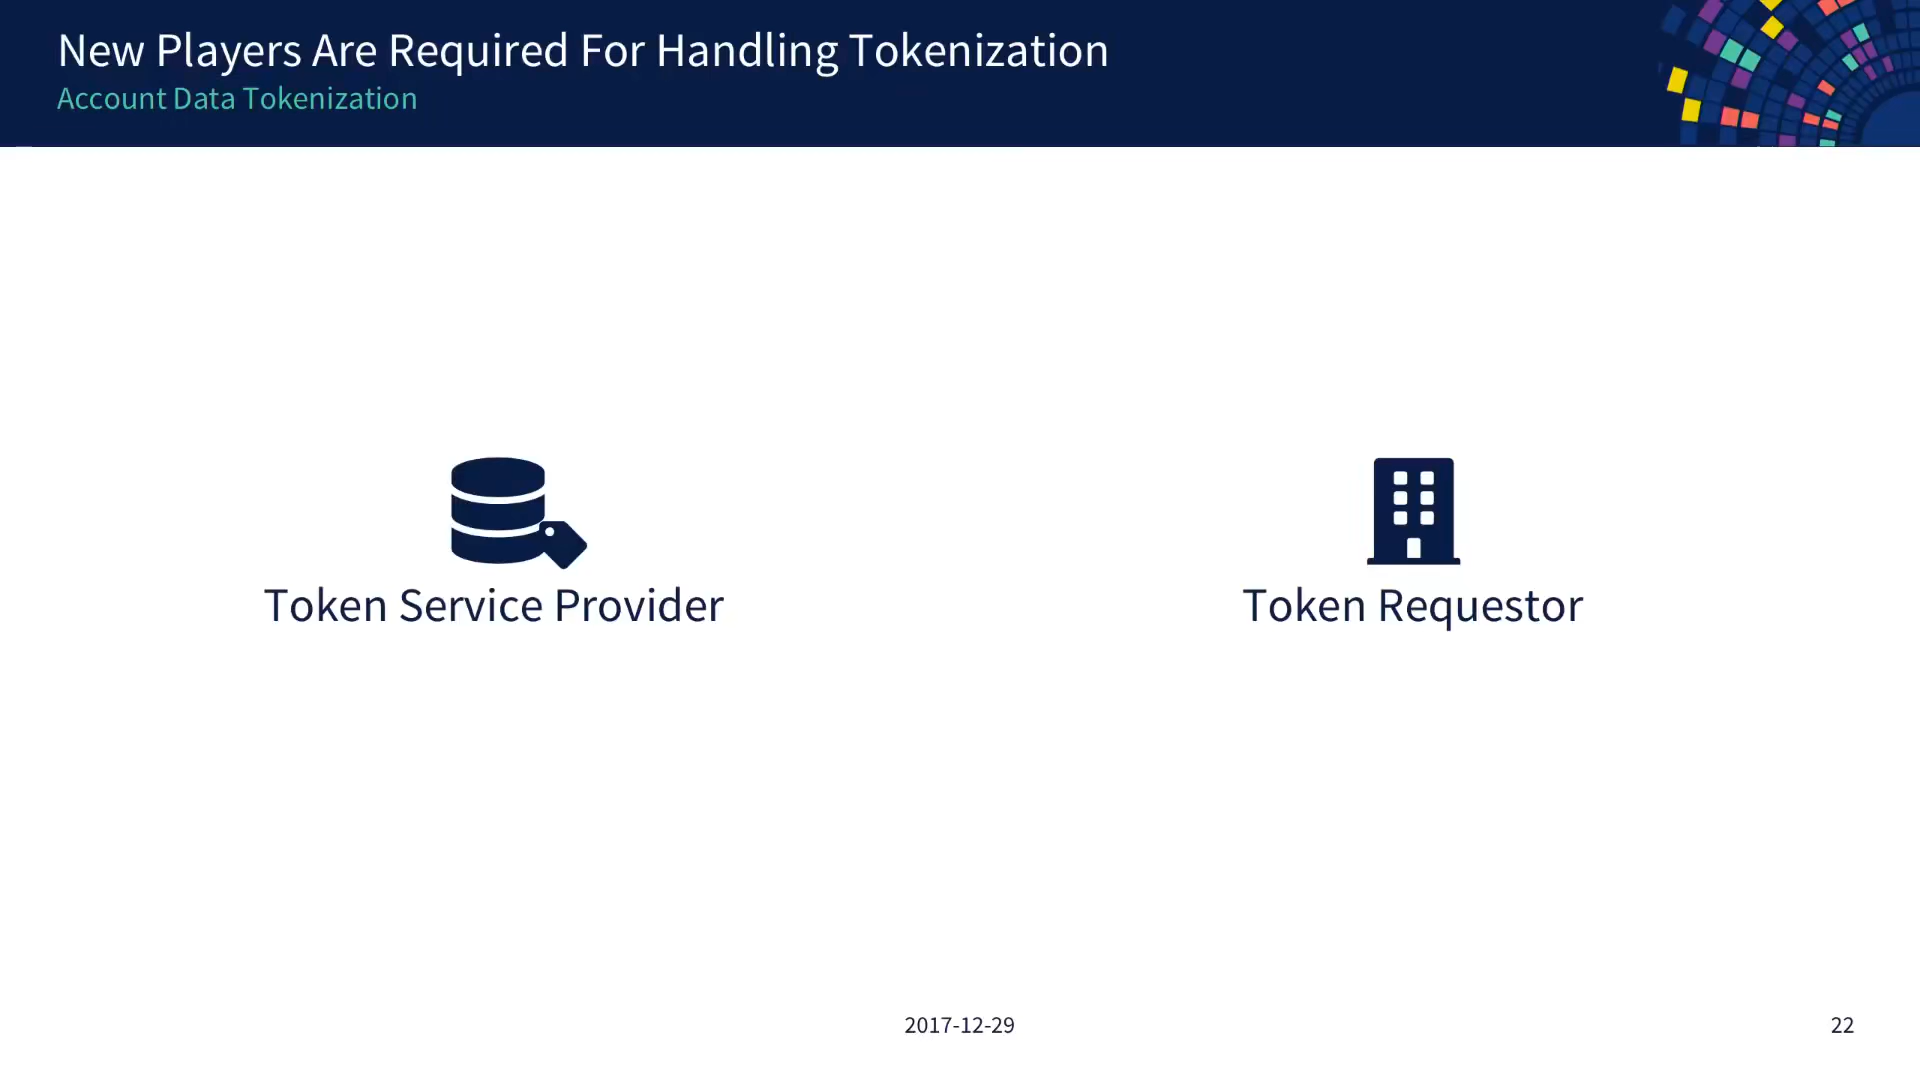 New Players Are Required For Handling Tokenization
Account Data Tokenization
Token Service Provider
Token Requestor
2017-12-29
22